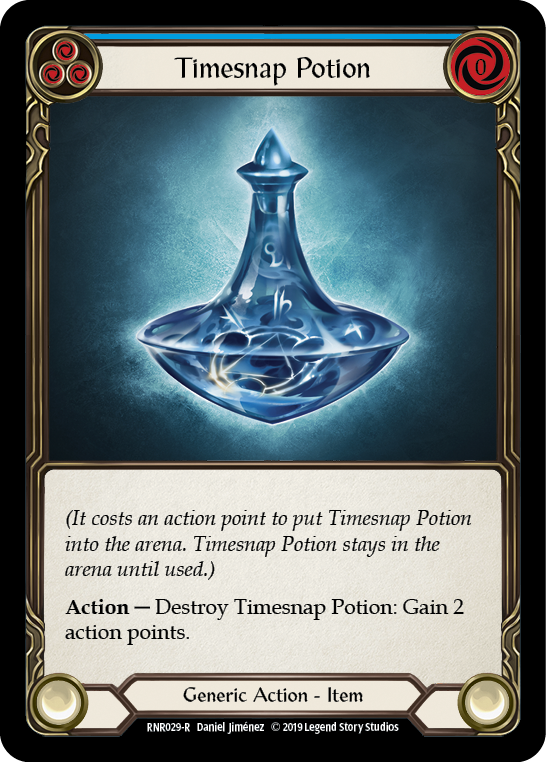 Timesnap Potion
0
(It costs an action point to put Timesnap Potion
into the arena. Timesnap Potion stays in the
arena until used.)
Action — Destroy Timesnap Potion: Gain 2
action points.
Generic Action - Item
RNR029-R Daniel Jiménez © 2019 Legend Story Studios